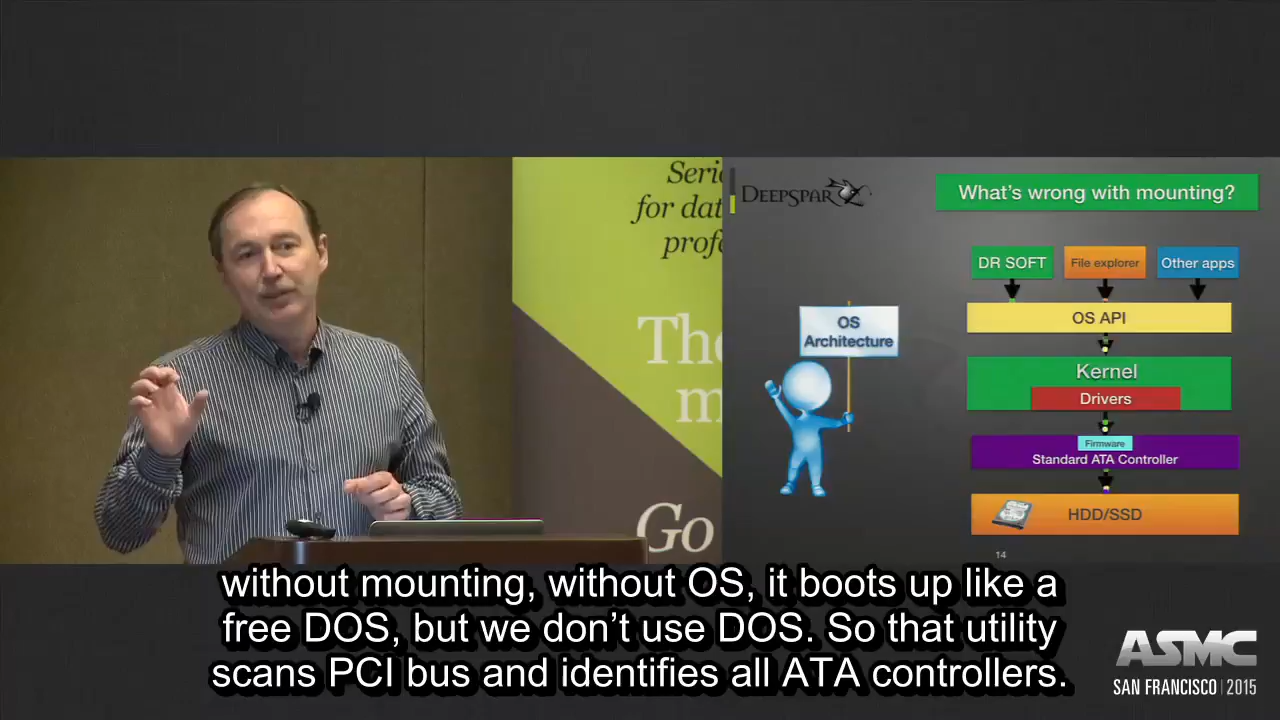 Serie
for dat
profe
The
m
Go
DEEPSPAR
What's wrong with mounting?
DR SOFT
File explorer
Other apps
OS API
OS
Architecture
Kernel
Drivers
Firmware
Standard ATA Controller
HDD/SSD
14
without mounting, without OS, it boots up like a
free DOS, but we don't use DOS. So that utility
scans PCI bus and identifies all ATA controllers.
ASMC
SAN FRANCISCO | 2015